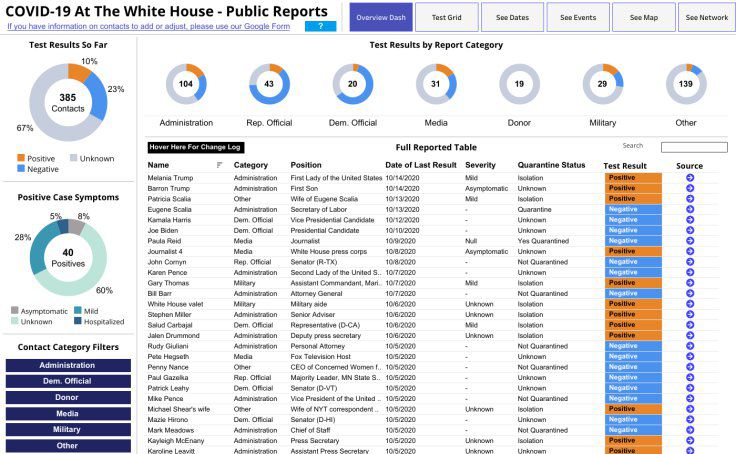 COVID-19 At The White House - Public Reports
If you have information on contacts to add or adjust, please use our Google Form
?
Overview Dash
Test Grid
See Dates
See Events
See Map
See Network
Test Results So Far
10%
23%
385
Contacts
67%
Positive
Unknown
Negative
Test Results by Report Category
104
43
20
31
19
29
139
Administration
Rep. Official
Dem. Official
Media
Donor
Military
Other
Positive Case Symptoms
5%
8%
28%
40
Positives
60%
Asymptomatic
Mild
Unknown
Hospitalized
Contact Category Filters
Administration
Dem. Official
Donor
Media
Military
Other
Hover Here For Change Log
Full Reported Table
Search
Name Category Position Date of Last Result Severity Quarantine Status Test Result Source
Melania Trump Administration First Lady of the United States 10/14/2020 Mild Isolation Positive
Barron Trump Administration First Son 10/14/2020 Asymptomatic Unknown Positive
Patricia Scalia Other Wife of Eugene Scalia 10/13/2020 Mild Isolation Positive
Eugene Scalia Administration Secretary of Labor 10/13/2020 - Quarantine Negative
Kamala Harris Dem. Official Vice Presidential Candidate 10/12/2020 - Unknown Negative
Joe Biden Dem. Official Presidential Candidate 10/10/2020 - Unknown Negative
Paula Reid Media Journalist 10/9/2020 Null Yes Quarantined Negative
Journalist 4 Media White House press corps 10/8/2020 Asymptomatic Unknown Positive
John Cornyn Rep. Official Senator (R-TX) 10/8/2020 - Not Quarantined Negative
Karen Pence Administration Second Lady of the United S.. 10/7/2020 - Not Quarantined Negative
Gary Thomas Military Assistant Commandant, Mari.. 10/7/2020 Mild Isolation Positive
Bill Barr Administration Attorney General 10/7/2020 - Not Quarantined Negative
White House valet Military Military aide 10/6/2020 Unknown Isolation Positive
Stephen Miller Administration Senior Adviser 10/6/2020 Unknown Isolation Positive
Salud Carbajal Dem. Official Representative (D-CA) 10/6/2020 Mild Isolation Positive
Jalen Drummond Administration Deputy press secretary 10/6/2020 Unknown Isolation Positive
Rudy Giuliani Administration Personal Attorney 10/5/2020 - Not Quarantined Negative
Pete Hegseth Media Fox Television Host 10/5/2020 - Unknown Negative
Penny Nance Other CEO of Concerned Women f.. 10/5/2020 - Not Quarantined Negative
Paul Gazelka Rep. Official Majority Leader, MN State S... 10/5/2020 - Not Quarantined Negative
Patrick Leahy Dem. Official Senator (D-VT) 10/5/2020 - Not Quarantined Negative
Mike Pence Administration Vice President of the United .. 10/5/2020 - Not Quarantined Negative
Michael Shear's wife Other Wife of NYT correspondent .. 10/5/2020 Unknown Isolation Positive
Mazie Hirono Dem. Official Senator (D-HI) 10/5/2020 - Unknown Negative
Mark Meadows Administration Chief of Staff 10/5/2020 - Not Quarantined Negative
Kayleigh McEnany Administration Press Secretary 10/5/2020 Unknown Isolation Positive
Karoline Leavitt Administration Assistant Press Secretary 10/5/2020 Unknown Isolation Positive